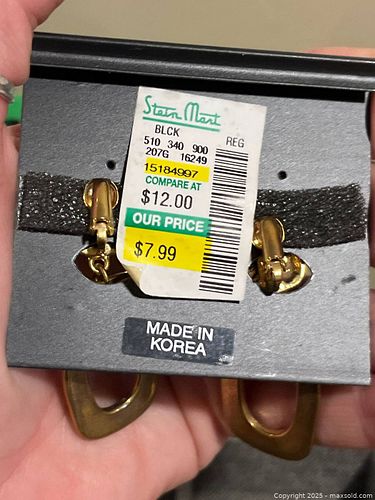 Stein Mart
BLCK
REG
510 340 900
207G 16249
15184997
COMPARE AT
$12.00
OUR PRICE
$7.99
MADE IN
KOREA
Copyright 2025 - maxsold.com